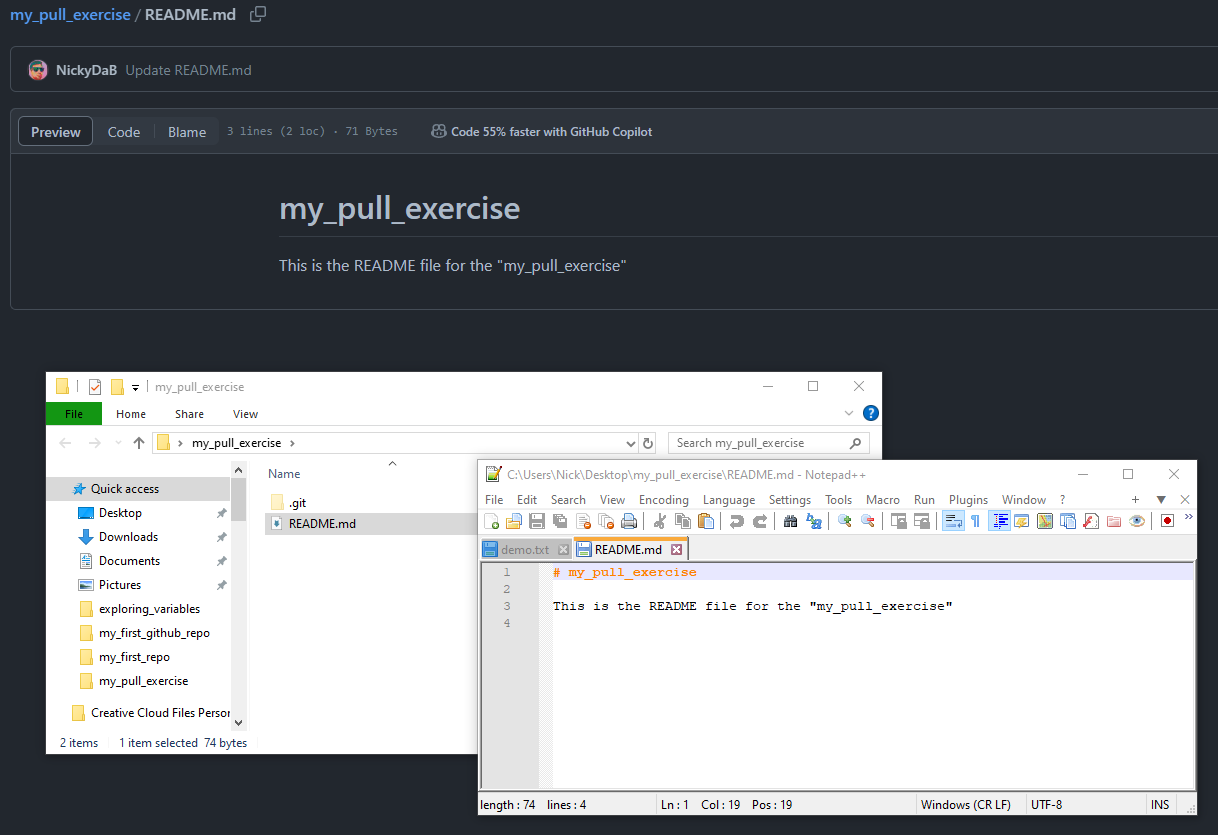 my_pull_exercise / README.md
NickyDaB Update README.md
Preview Code Blame 3 lines (2 loc) · 71 Bytes Code 55% faster with GitHub Copilot
my_pull_exercise
This is the README file for the "my_pull_exercise"
my_pull_exercise
File Home Share View ?
my_pull_exercise Search my_pull_exercise
Name
Quick access
Desktop
Downloads
Documents
Pictures
exploring_variables
my_first_github_repo
my_first_repo
my_pull_exercise
Creative Cloud Files Person
.git
README.md
2 items 1 item selected 74 bytes
C:\Users\Nick\Desktop\my_pull_exercise\README.md - Notepad++
File Edit Search View Encoding Language Settings Tools Macro Run Plugins Window ? + ▼ X
demo.txt README.md
1 # my_pull_exercise
2
3 This is the README file for the "my_pull_exercise"
4
length : 74 lines : 4 Ln : 1 Col : 19 Pos : 19 Windows (CR LF) UTF-8 INS